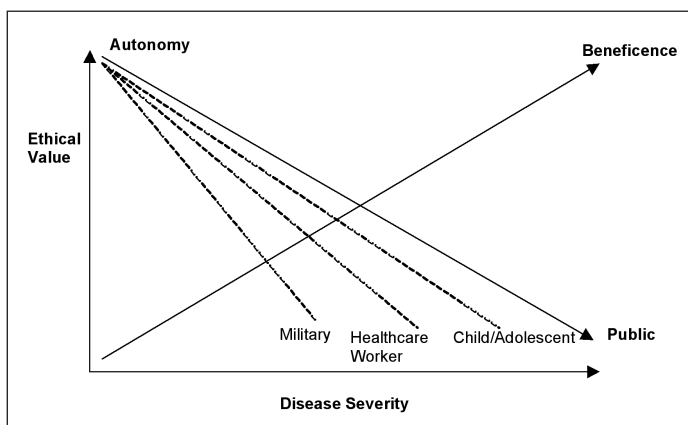 Autonomy
Beneficence
Ethical
Value
Military
Healthcare
Worker
Child/Adolescent
Public
Disease Severity